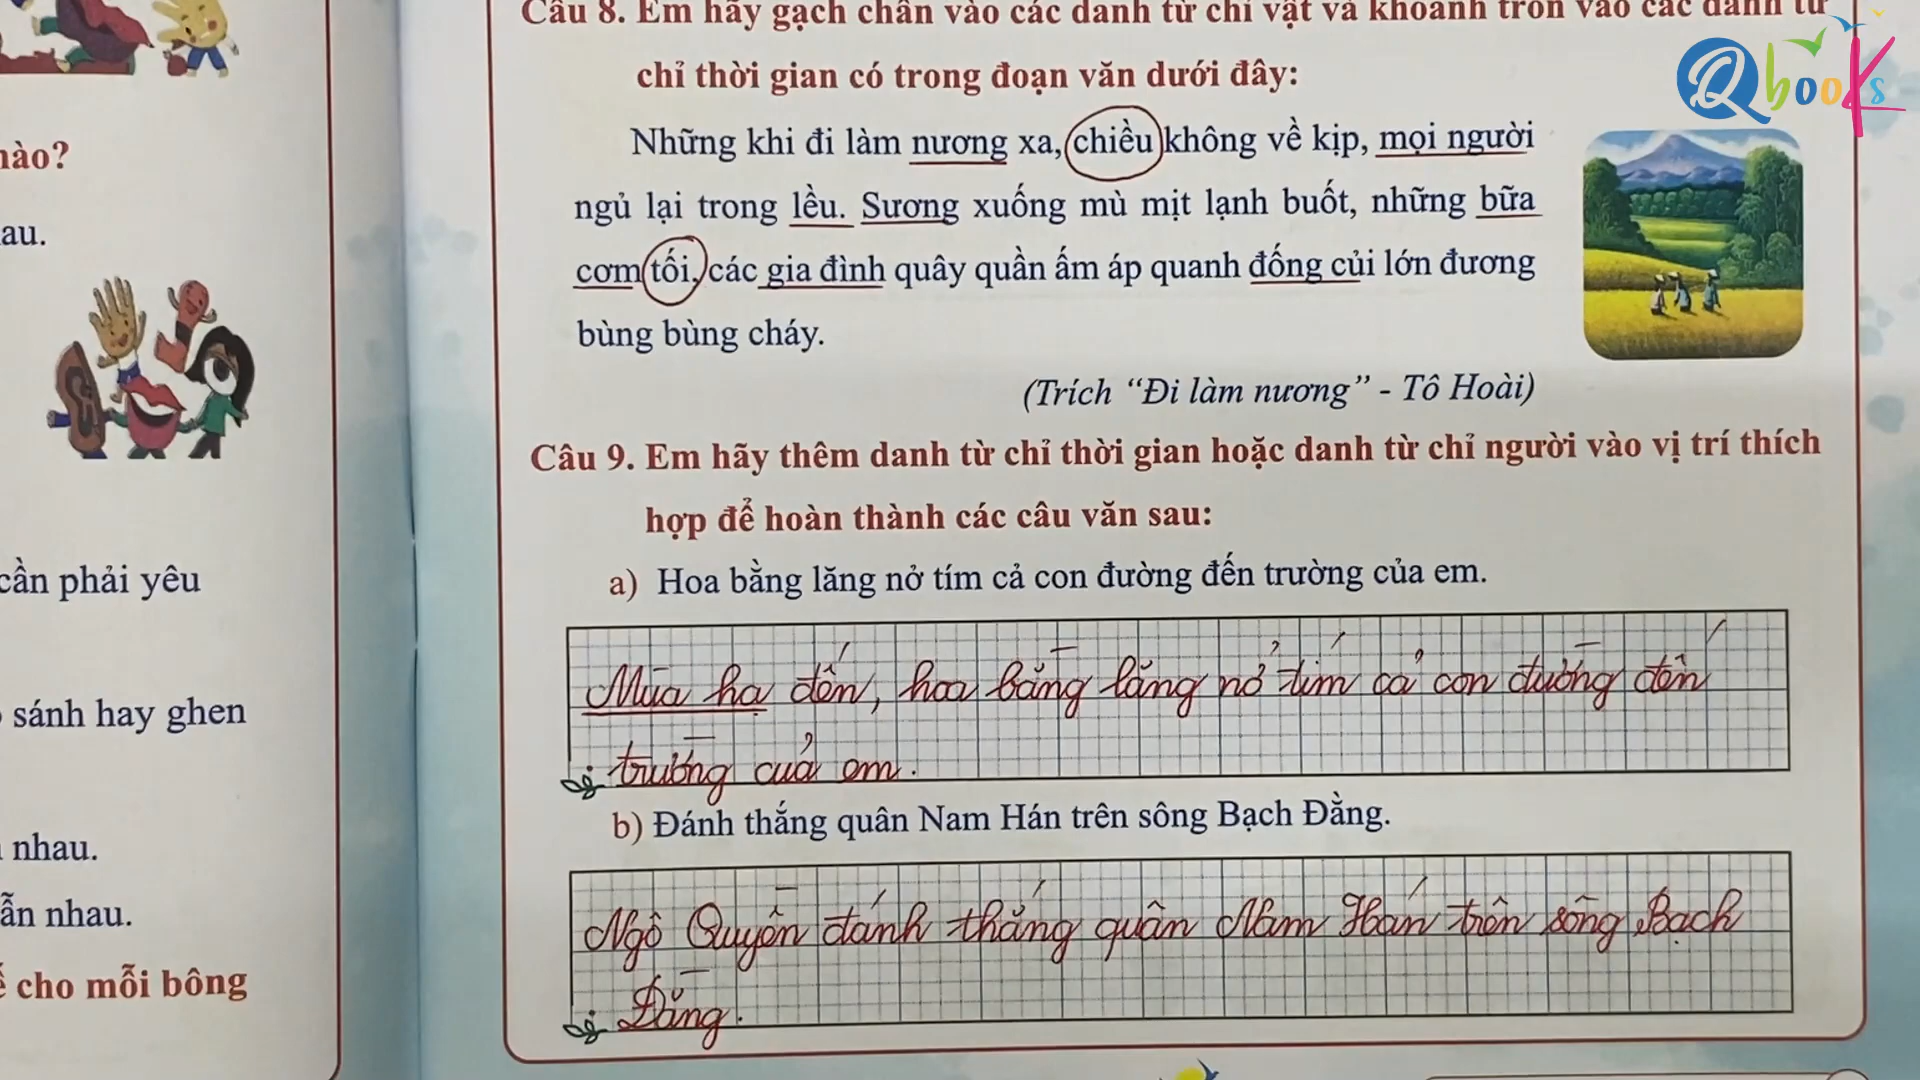 Câu 8. Em hãy gạch chân vào các danh từ chỉ vật và khoanh tròn vào các danh từ
chỉ thời gian có trong đoạn văn dưới đây:
Qbooks
Những khi đi làm nương xa, chiều không về kịp, mọi người
ngủ lại trong lều. Sương xuống mù mịt lạnh buốt, những bữa
cơm tối, các gia đình quây quần ấm áp quanh đống củi lớn đương
bùng bùng cháy.
(Trích “Đi làm nương” - Tô Hoài)
Câu 9. Em hãy thêm danh từ chỉ thời gian hoặc danh từ chỉ người vào vị trí thích
hợp để hoàn thành các câu văn sau:
a) Hoa bằng lăng nở tím cả con đường đến trường của em.
Mùa hạ đến, hoa bằng lăng nở tím cả con đường đến
trường của em.
b) Đánh thắng quân Nam Hán trên sông Bạch Đằng.
Ngô Quyền đánh thắng quân Nam Hán trên sông Bạch
Đằng.
nào?
au.
cần phải yêu
sánh hay ghen
nhau.
ẫn nhau.
cho mỗi bông